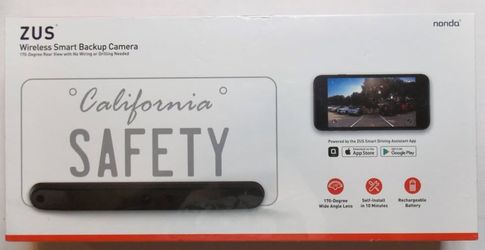 ZUS
nonda
Wireless Smart Backup Camera
170-Degree Rear View with No Wiring or Drilling Needed
California
SAFETY
Powered by the ZUS Smart Driving Assistant App
App Store
Google Play
170-Degree
Wide Angle Lens
Self-Install
in 10 Minutes
Rechargeable
Battery